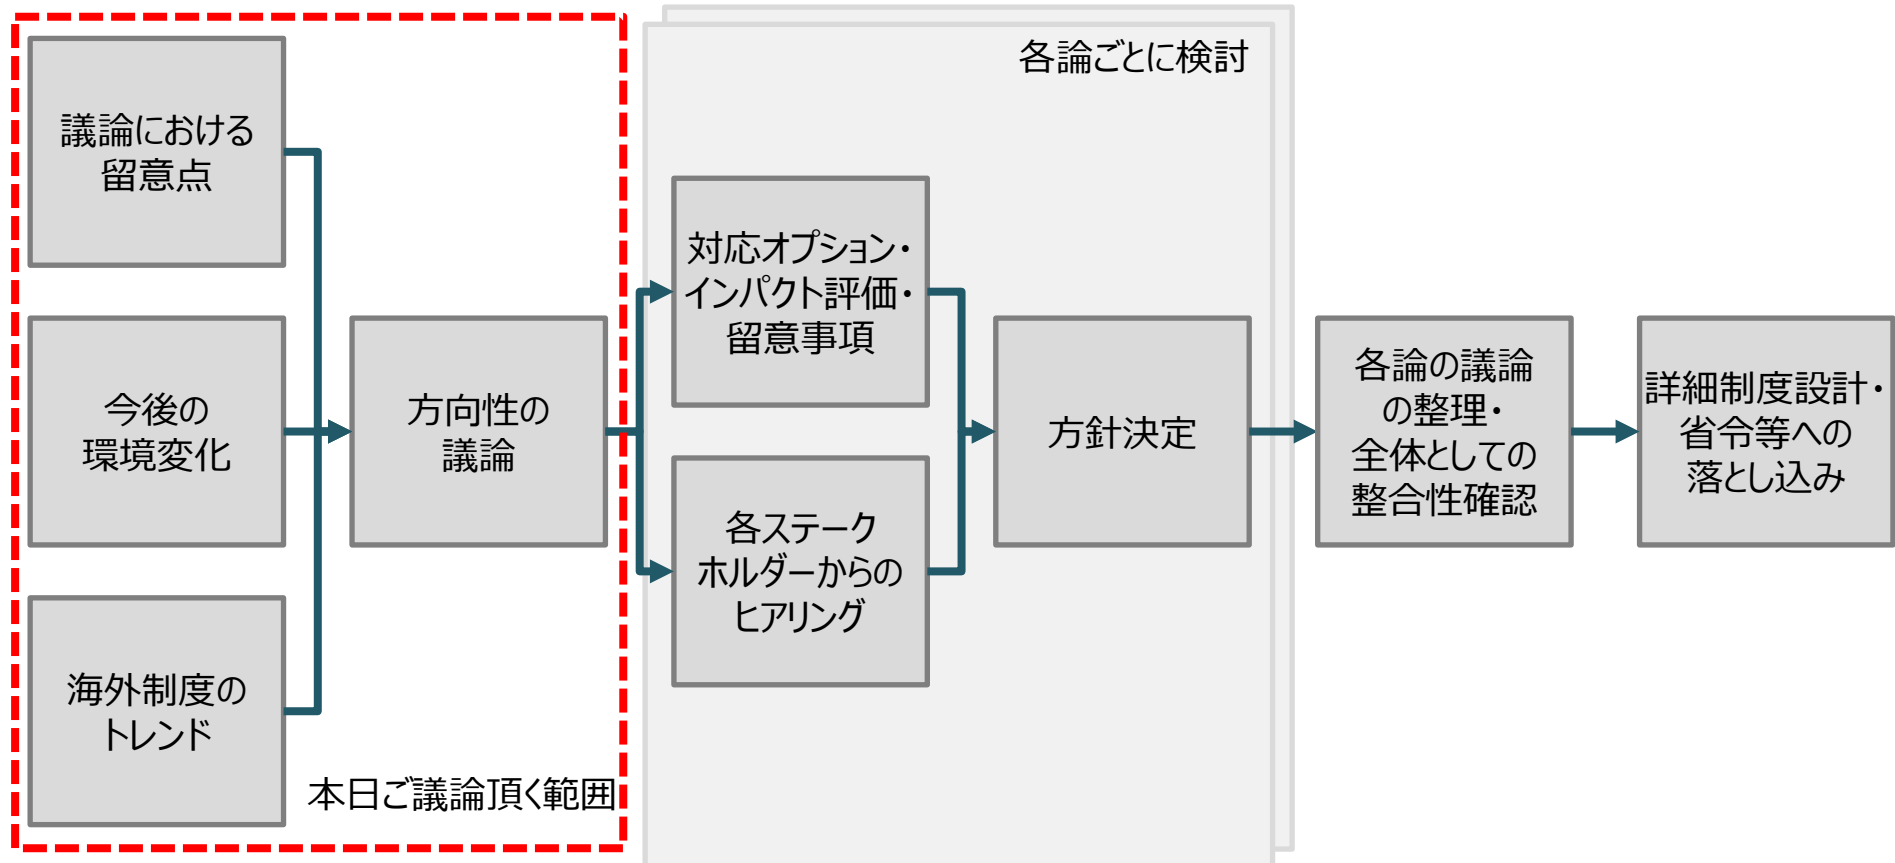 議論における
留意点
今後の
環境変化
海外制度の
トレンド
方向性の
議論
本日ご議論頂く範囲
各論ごとに検討
対応オプション・
インパクト評価・
留意事項
各ステーク
ホルダーからの
ヒアリング
方針決定
各論の議論
の整理・
全体としての
整合性確認
詳細制度設計・
省令等への
落とし込み